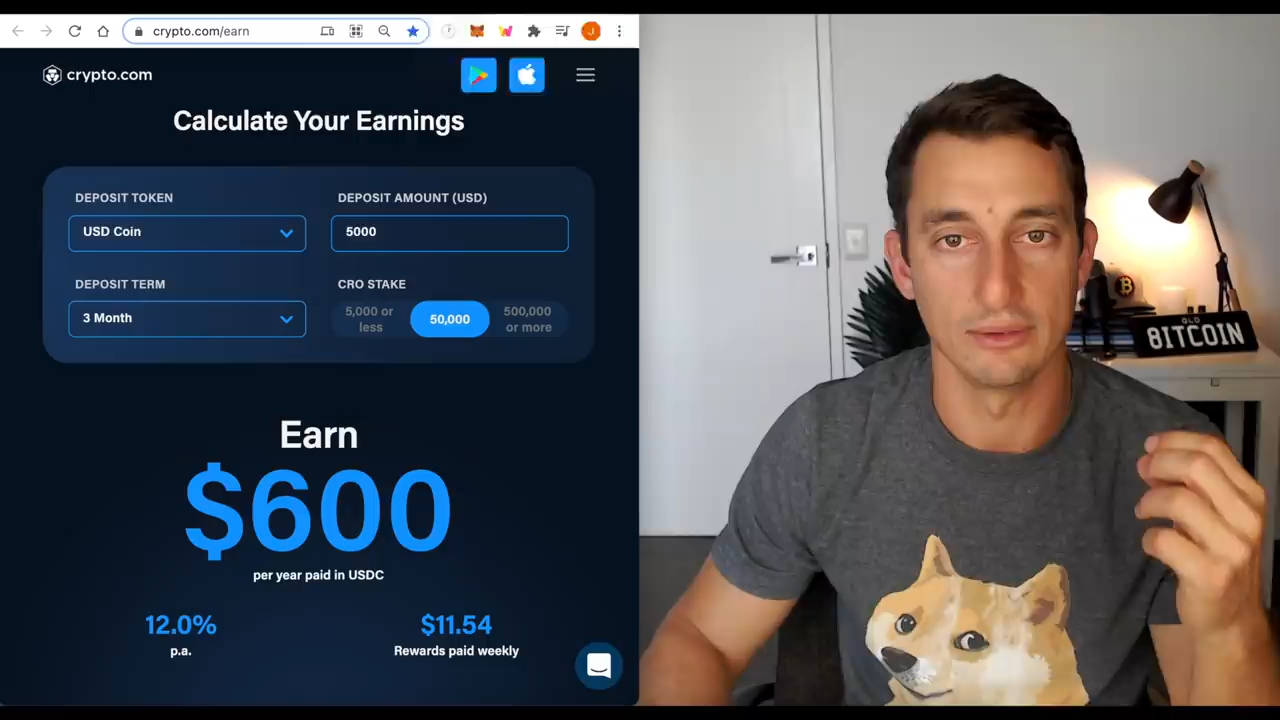 crypto.com/earn
J
crypto.com
Calculate Your Earnings
DEPOSIT TOKEN
DEPOSIT AMOUNT (USD)
USD Coin
5000
DEPOSIT TERM
CRO STAKE
3 Month
5,000 or
less
50,000
500,000
or more
Earn
$600
per year paid in USDC
12.0%
p.a.
$11.54
Rewards paid weekly
QLD
BITCOIN